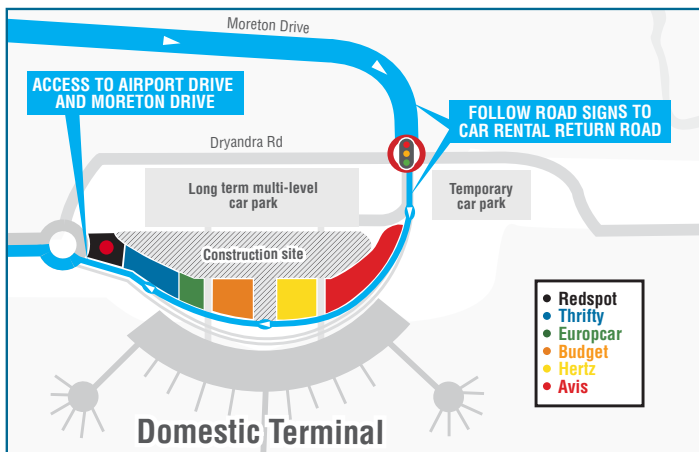 Moreton Drive
ACCESS TO AIRPORT DRIVE
AND MORETON DRIVE
FOLLOW ROAD SIGNS TO
CAR RENTAL RETURN ROAD
Dryandra Rd
Long term multi-level
car park
Temporary
car park
Construction site
Redspot
Thrifty
Europcar
Budget
Hertz
Avis
Domestic Terminal